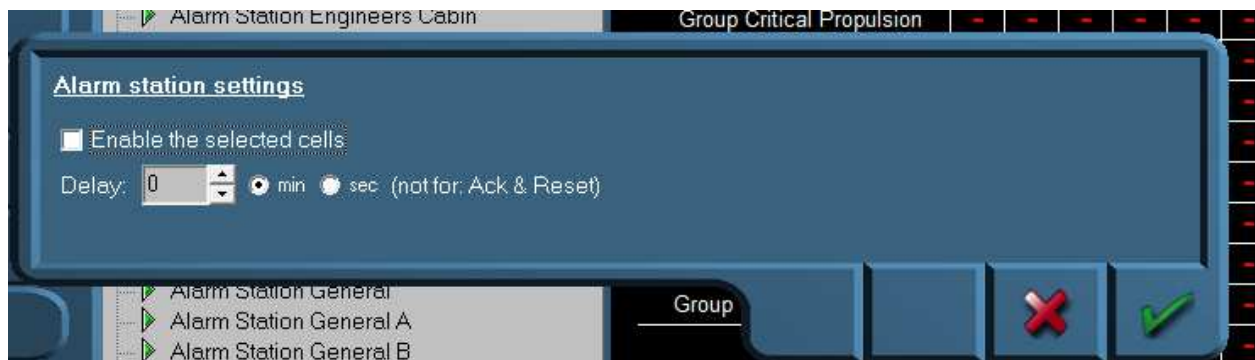 Alarm Station Engineers Cabin
Group Critical Propulsion - - - - - -
Alarm station settings
Enable the selected cells
Delay: 0 min sec (not for: Ack & Reset)
Alarm Station General
Group
Alarm Station General A
Alarm Station General B